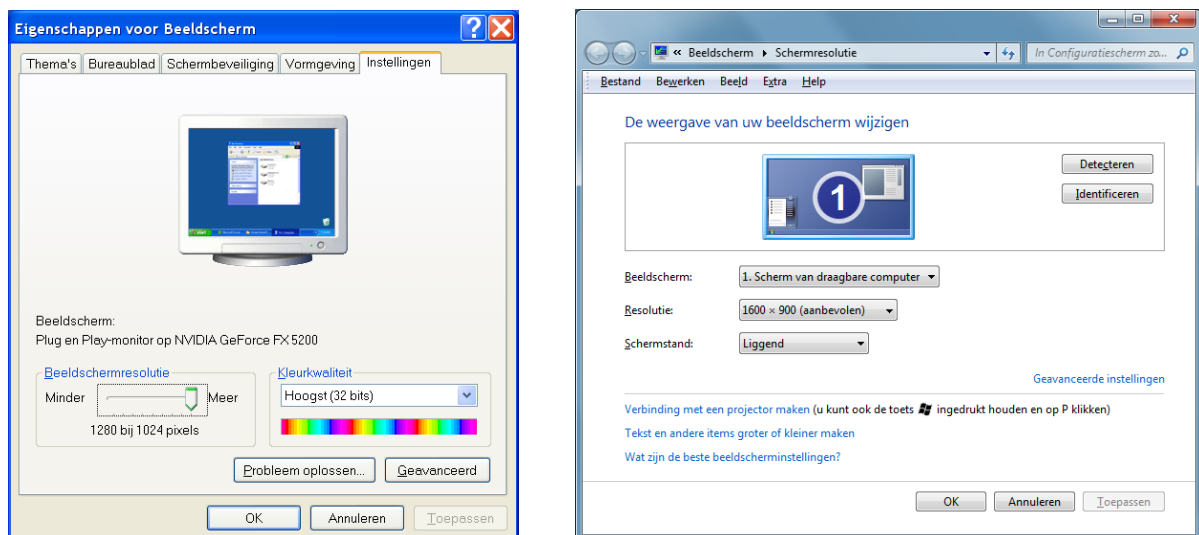 Eigenschappen voor Beeldscherm
Thema's Bureaublad Schermbeveiliging Vormgeving Instellingen
Beeldscherm:
Plug en Play-monitor op NVIDIA GeForce FX 5200
Beeldschermresolutie
Minder Meer
1280 bij 1024 pixels
Kleurkwaliteit
Hoogst (32 bits)
Probleem oplossen... Geavanceerd
OK Annuleren Toepassen
« Beeldscherm Schermresolutie In Configuratiescherm zo...
Bestand Bewerken Beeld Extra Help
De weergave van uw beeldscherm wijzigen
1
Detecteren
Identificeren
Beeldscherm: 1. Scherm van draagbare computer
Resolutie: 1600 × 900 (aanbevolen)
Schermstand: Liggend
Geavanceerde instellingen
Verbinding met een projector maken (u kunt ook de toets ingedrukt houden en op P klikken)
Tekst en andere items groter of kleiner maken
Wat zijn de beste beeldscherminstellingen?
OK Annuleren Toepassen